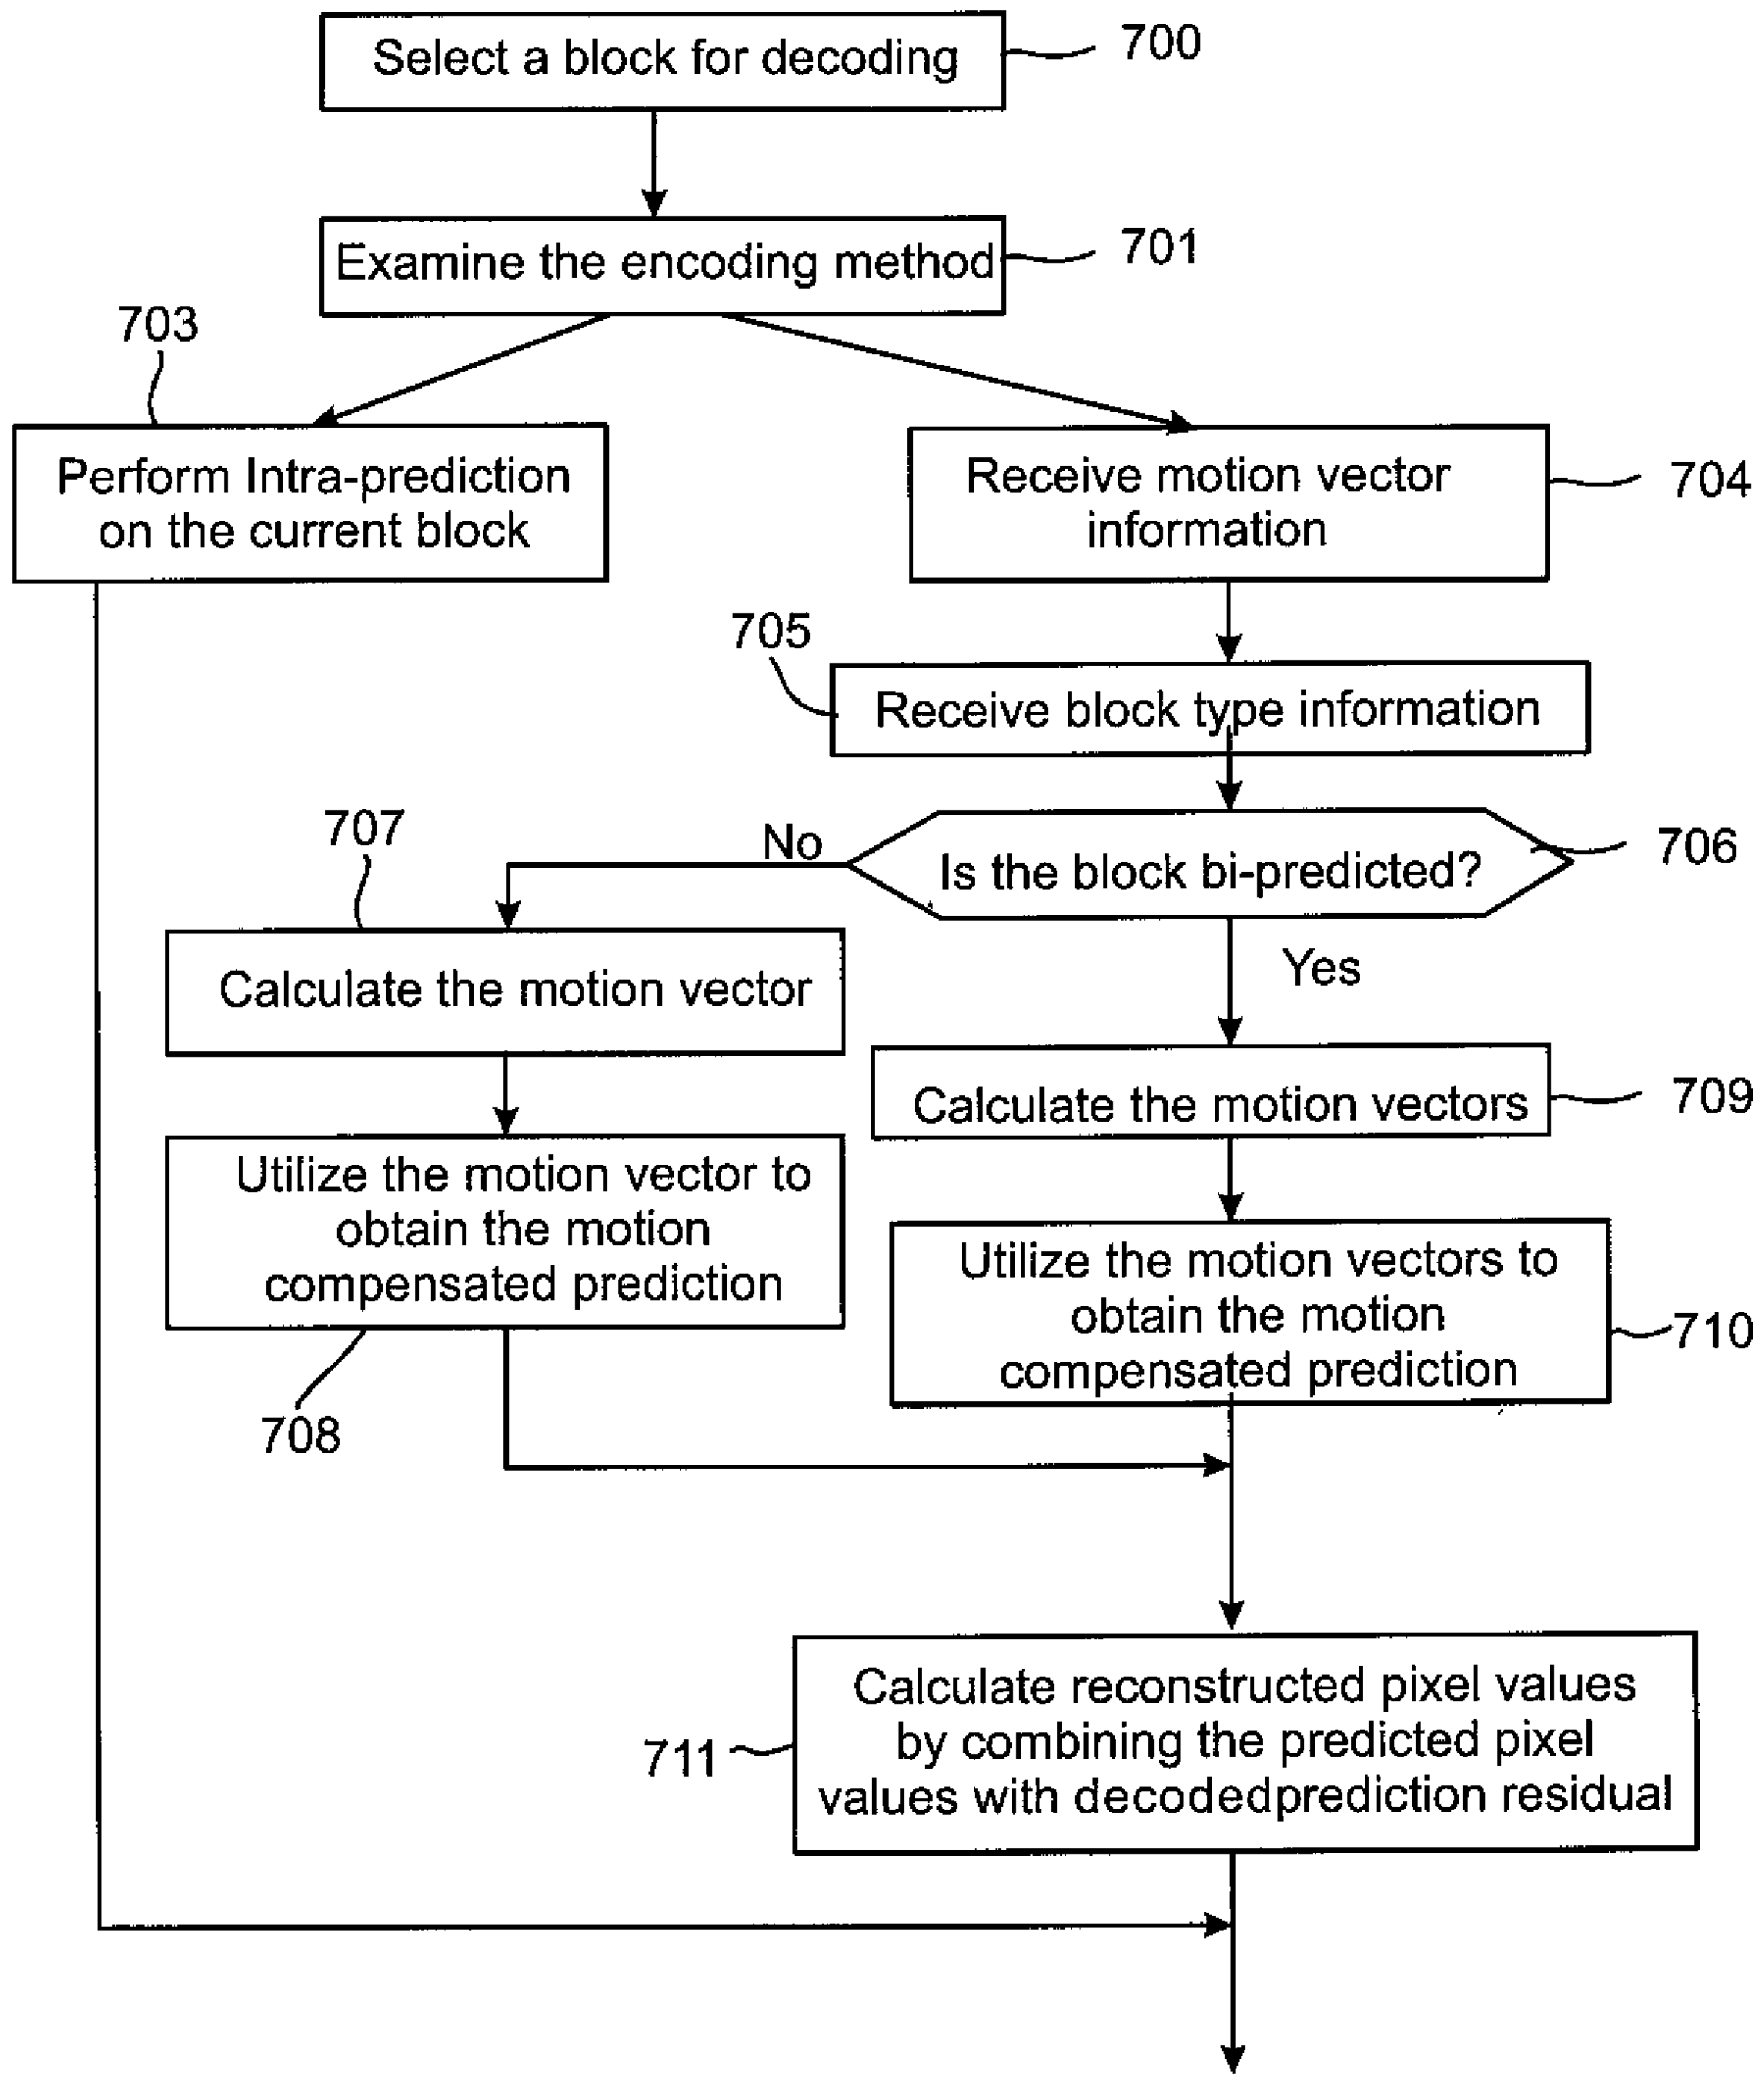 Select a block for decoding
700
Examine the encoding method
701
703
Perform Intra-prediction
on the current block
Receive motion vector
information
704
705
Receive block type information
707
No
Is the block bi-predicted?
706
Calculate the motion vector
Yes
Calculate the motion vectors
709
Utilize the motion vector to
obtain the motion
compensated prediction
708
Utilize the motion vectors to
obtain the motion
compensated prediction
710
711
Calculate reconstructed pixel values
by combining the predicted pixel
values with decodedprediction residual